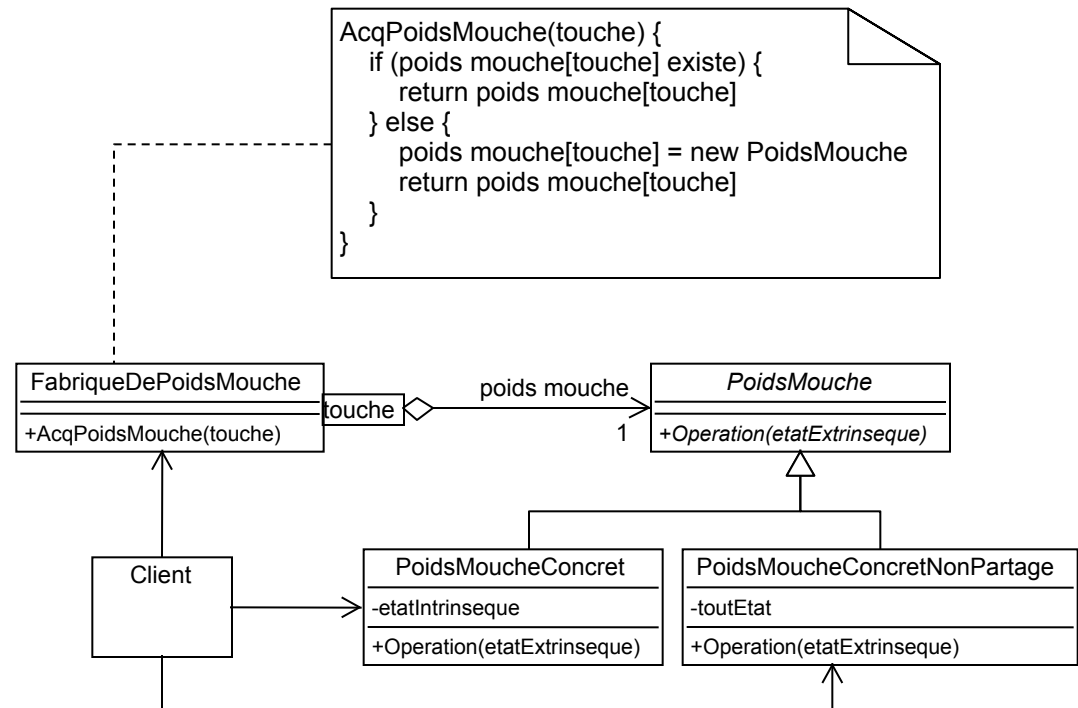 AcqPoidsMouche(touche) {
if (poids mouche[touche] existe) {
return poids mouche[touche]
} else {
poids mouche[touche] = new PoidsMouche
return poids mouche[touche]
}
}
FabriqueDePoidsMouche
+AcqPoidsMouche(touche)
touche
poids mouche
1
PoidsMouche
+Operation(etatExtrinseque)
Client
PoidsMoucheConcret
-etatIntrinseque
+Operation(etatExtrinseque)
PoidsMoucheConcretNonPartage
-toutEtat
+Operation(etatExtrinseque)